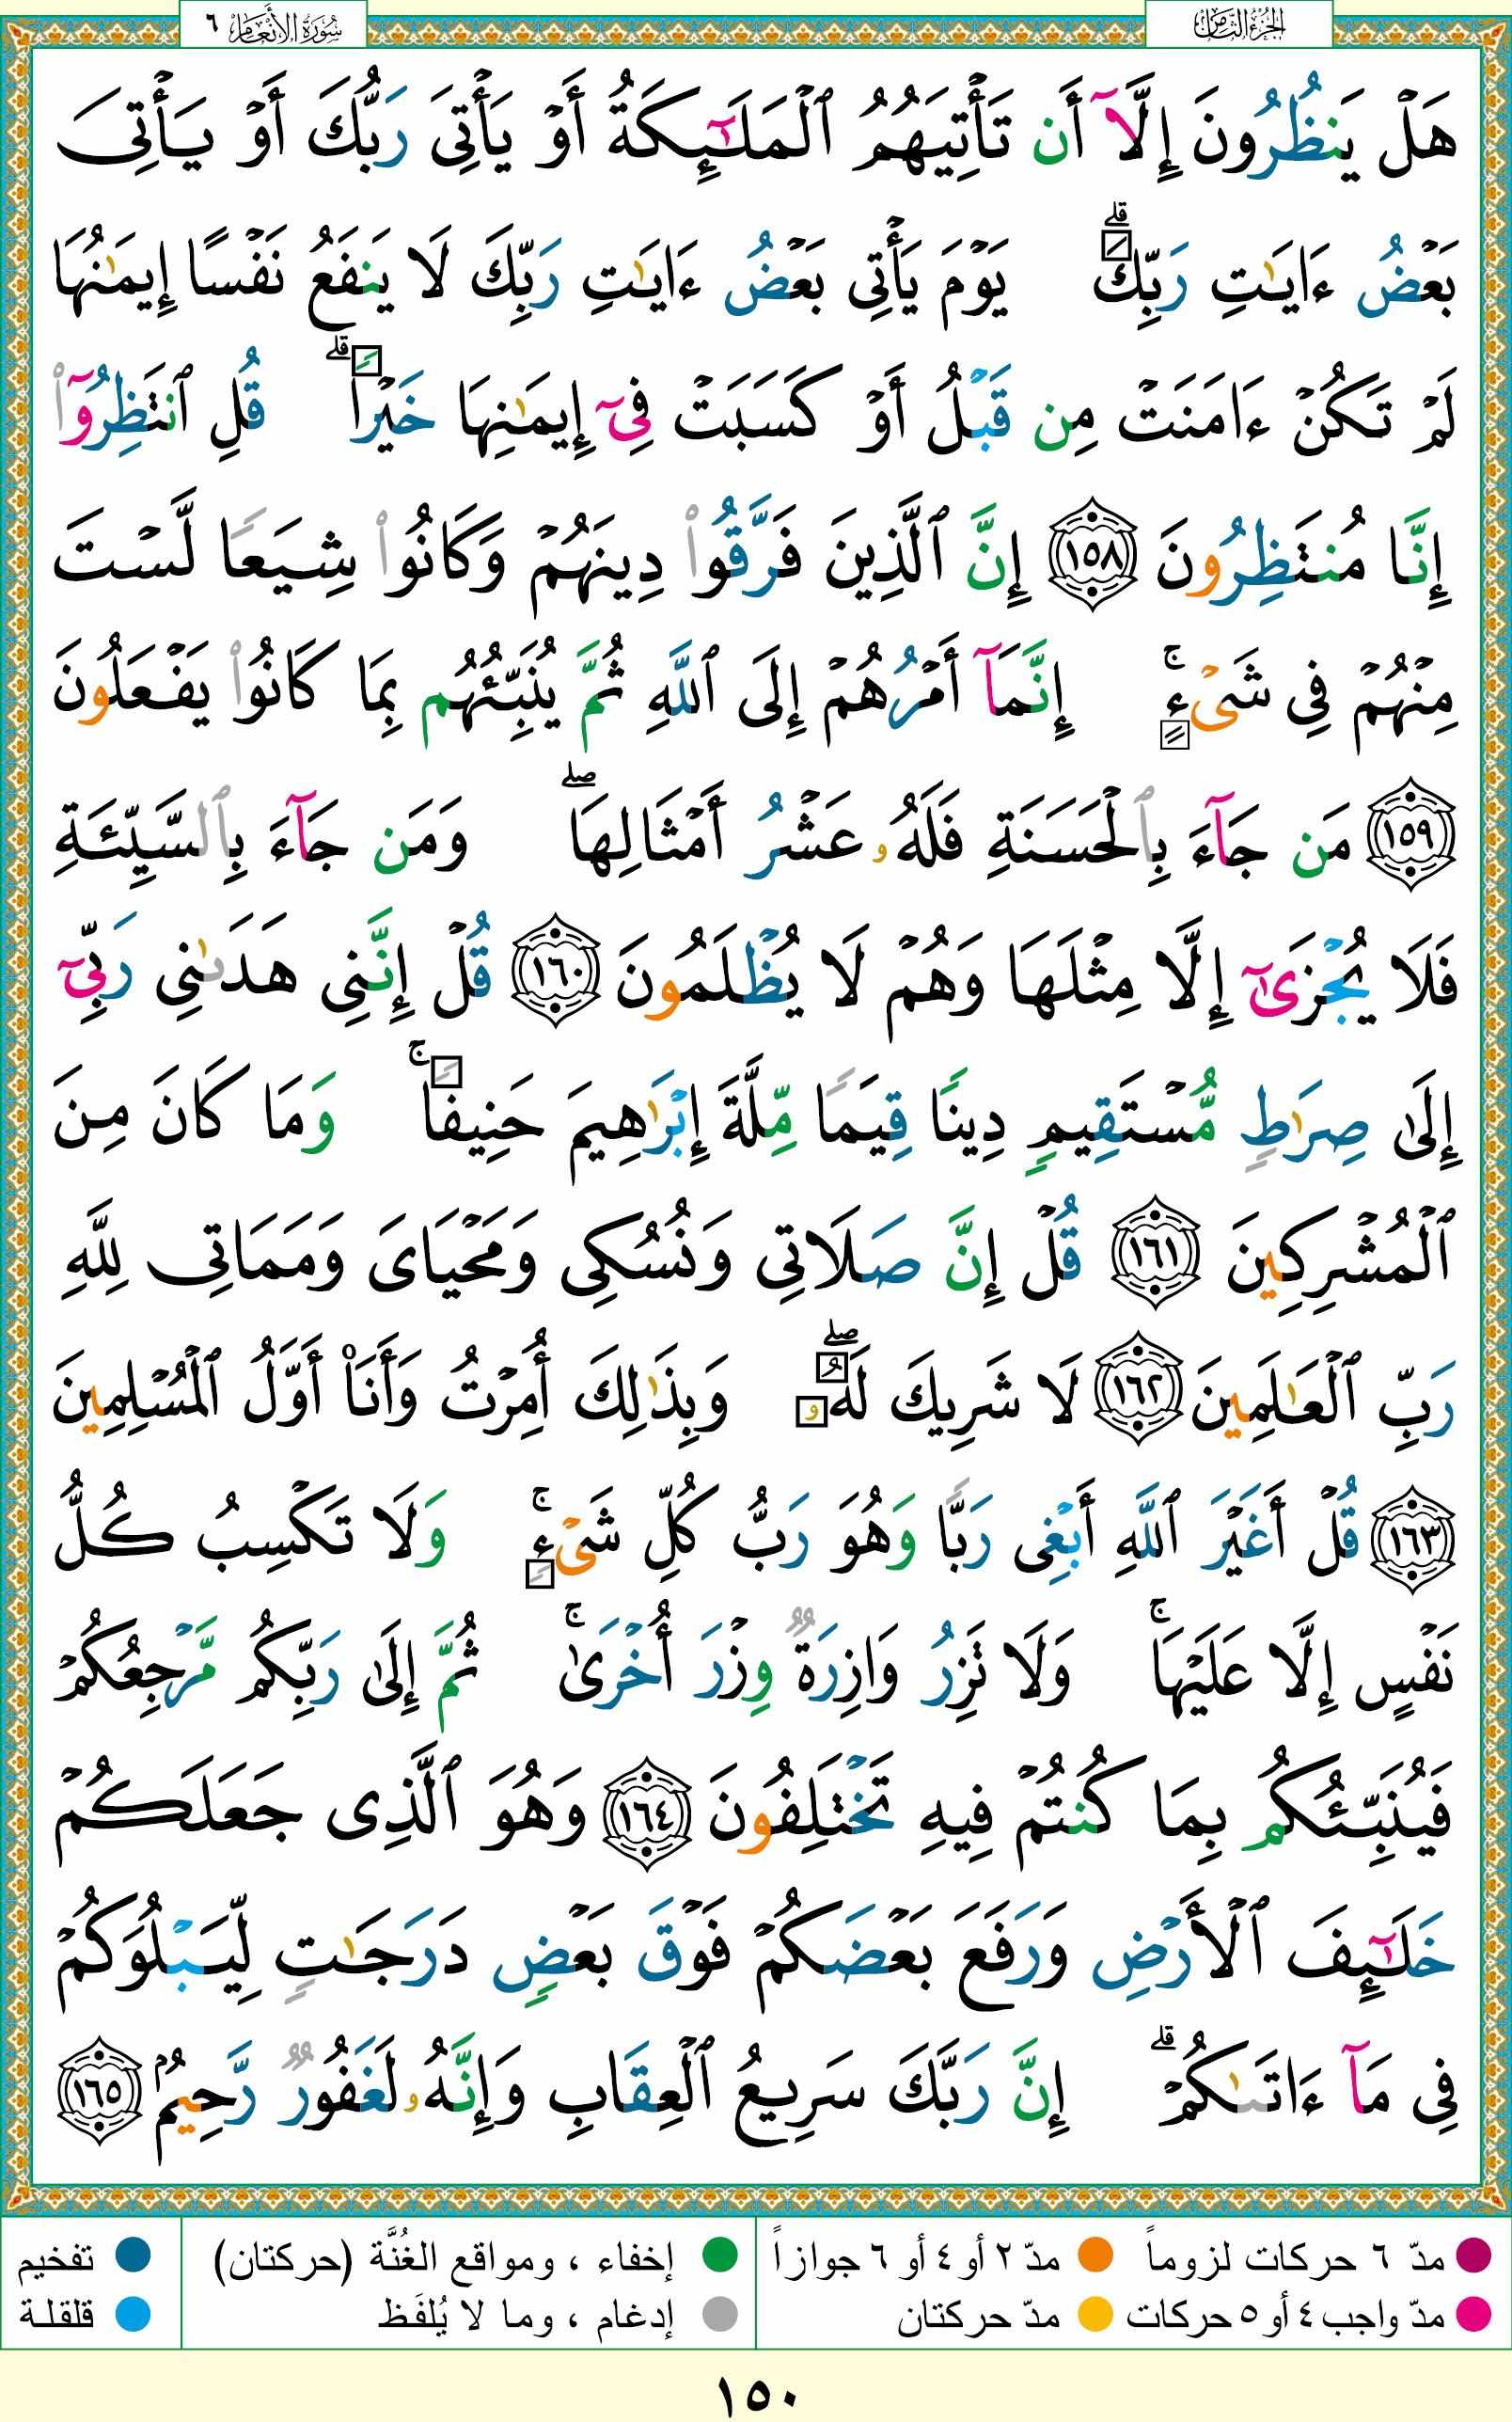 الجزء الثامن
سورة الأنعام ٦
هَلْ يَنظُرُونَ إِلَّآ أَن تَأْتِيَهُمُ ٱلْمَلَـٰٓئِكَةُ أَوْ يَأْتِىَ رَبُّكَ أَوْ يَأْتِىَ
بَعْضُ ءَايَـٰتِ رَبِّكَ ۗ يَوْمَ يَأْتِى بَعْضُ ءَايَـٰتِ رَبِّكَ لَا يَنفَعُ نَفْسًا إِيمَـٰنُهَا
لَمْ تَكُنْ ءَامَنَتْ مِن قَبْلُ أَوْ كَسَبَتْ فِىٓ إِيمَـٰنِهَا خَيْرًا ۗ قُلِ ٱنتَظِرُوٓا۟
إِنَّا مُنتَظِرُونَ ١٥٨ إِنَّ ٱلَّذِينَ فَرَّقُوا۟ دِينَهُمْ وَكَانُوا۟ شِيَعًا لَّسْتَ
مِنْهُمْ فِى شَىْءٍ ۚ إِنَّمَآ أَمْرُهُمْ إِلَى ٱللَّهِ ثُمَّ يُنَبِّئُهُم بِمَا كَانُوا۟ يَفْعَلُونَ
١٥٩ مَن جَآءَ بِٱلْحَسَنَةِ فَلَهُۥ عَشْرُ أَمْثَالِهَا ۖ وَمَن جَآءَ بِٱلسَّيِّئَةِ
فَلَا يُجْزَىٰٓ إِلَّا مِثْلَهَا وَهُمْ لَا يُظْلَمُونَ ١٦٠ قُلْ إِنَّنِى هَدَىٰنِى رَبِّىٓ
إِلَىٰ صِرَٰطٍ مُّسْتَقِيمٍ دِينًا قِيَمًا مِّلَّةَ إِبْرَٰهِيمَ حَنِيفًا ۚ وَمَا كَانَ مِنَ
ٱلْمُشْرِكِينَ ١٦١ قُلْ إِنَّ صَلَاتِى وَنُسُكِى وَمَحْيَاىَ وَمَمَاتِى لِلَّهِ
رَبِّ ٱلْعَـٰلَمِينَ ١٦٢ لَا شَرِيكَ لَهُۥ ۖ وَبِذَٰلِكَ أُمِرْتُ وَأَنَا۠ أَوَّلُ ٱلْمُسْلِمِينَ
١٦٣ قُلْ أَغَيْرَ ٱللَّهِ أَبْغِى رَبًّا وَهُوَ رَبُّ كُلِّ شَىْءٍ ۚ وَلَا تَكْسِبُ كُلُّ
نَفْسٍ إِلَّا عَلَيْهَا ۚ وَلَا تَزِرُ وَازِرَةٌ وِزْرَ أُخْرَىٰ ۚ ثُمَّ إِلَىٰ رَبِّكُم مَّرْجِعُكُمْ
فَيُنَبِّئُكُم بِمَا كُنتُمْ فِيهِ تَخْتَلِفُونَ ١٦٤ وَهُوَ ٱلَّذِى جَعَلَكُمْ
خَلَـٰٓئِفَ ٱلْأَرْضِ وَرَفَعَ بَعْضَكُمْ فَوْقَ بَعْضٍ دَرَجَـٰتٍ لِّيَبْلُوَكُمْ
فِى مَآ ءَاتَىٰكُمْ ۗ إِنَّ رَبَّكَ سَرِيعُ ٱلْعِقَابِ وَإِنَّهُۥ لَغَفُورٌ رَّحِيمٌۢ ١٦٥
مدّ ٦ حركات لزوماً مدّ ٢ أو ٤ أو ٦ جوازاً إخفاء ، ومواقع الغُنَّة (حركتان) تفخيم
مدّ واجب ٤ أو ٥ حركات مدّ حركتان إدغام ، وما لا يُلفَظ قلقلة
١٥٠